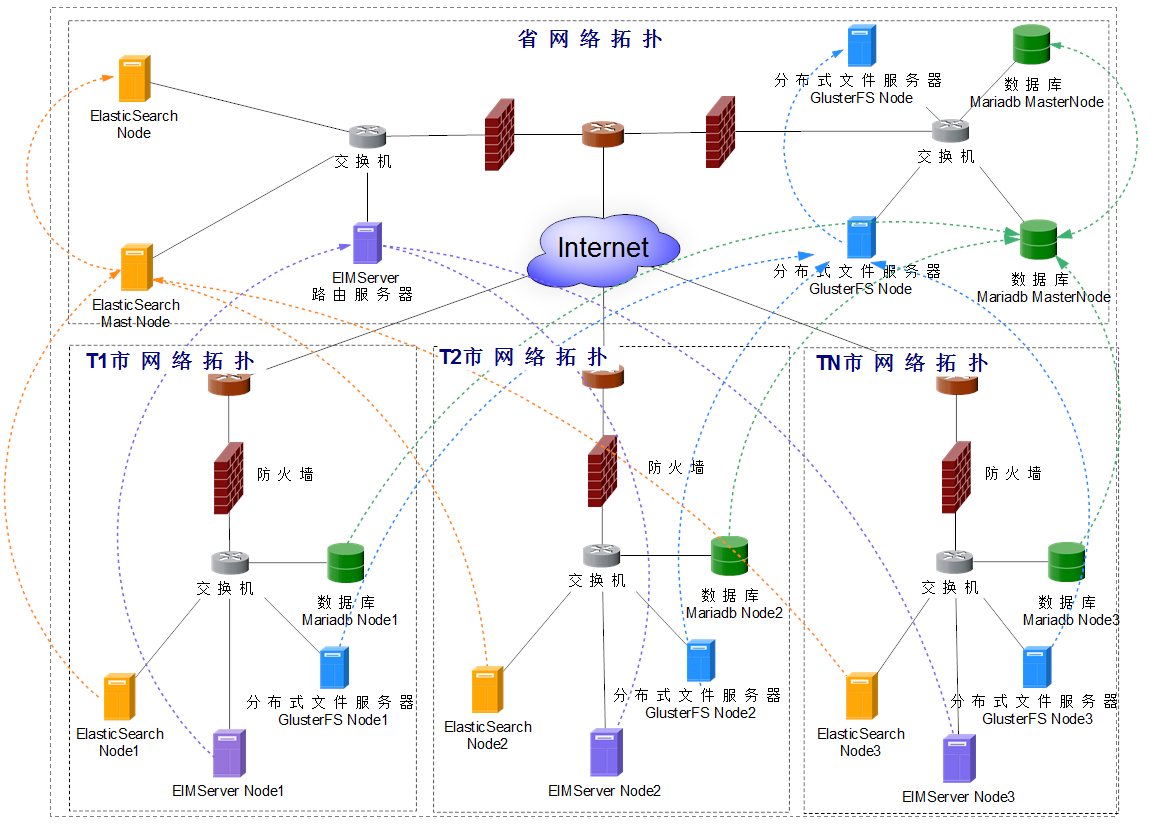 省 网 络 拓 扑
ElasticSearch
Node
交 换 机
EIMServer
路 由 服 务 器
ElasticSearch
Mast Node
Internet
分 布 式 文 件 服 务 器
GlusterFS Node
数 据 库
Mariadb MasterNode
交 换 机
分 布 式 文 件 服 务 器
GlusterFS Node
数 据 库
Mariadb MasterNode
T1市 网 络 拓 扑
防 火 墙
交 换 机
数 据 库
Mariadb Node1
分 布 式 文 件 服 务 器
GlusterFS Node1
ElasticSearch
Node1
EIMServer Node1
T2市 网 络 拓 扑
防 火 墙
交 换 机
数 据 库
Mariadb Node2
分 布 式 文 件 服 务 器
GlusterFS Node2
ElasticSearch
Node2
EIMServer Node2
TN市 网 络 拓 扑
防 火 墙
交 换 机
数 据 库
Mariadb Node3
分 布 式 文 件 服 务 器
GlusterFS Node3
ElasticSearch
Node3
EIMServer Node3